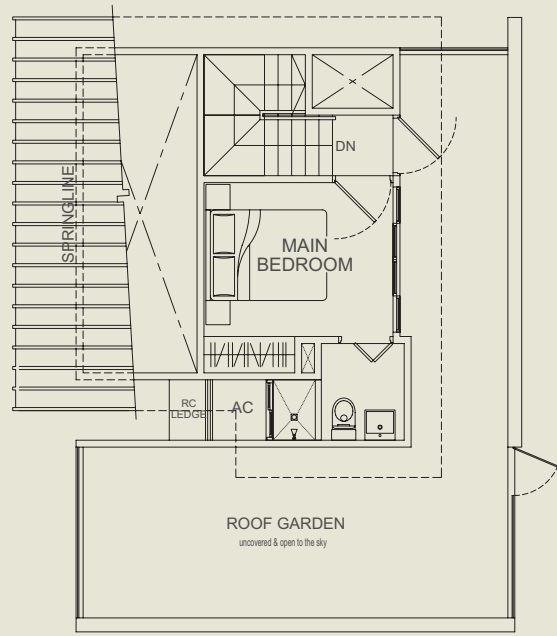 DN
SPRINGLINE
MAIN
BEDROOM
RC
LEDGE
AC
ROOF GARDEN
uncovered & open to the sky